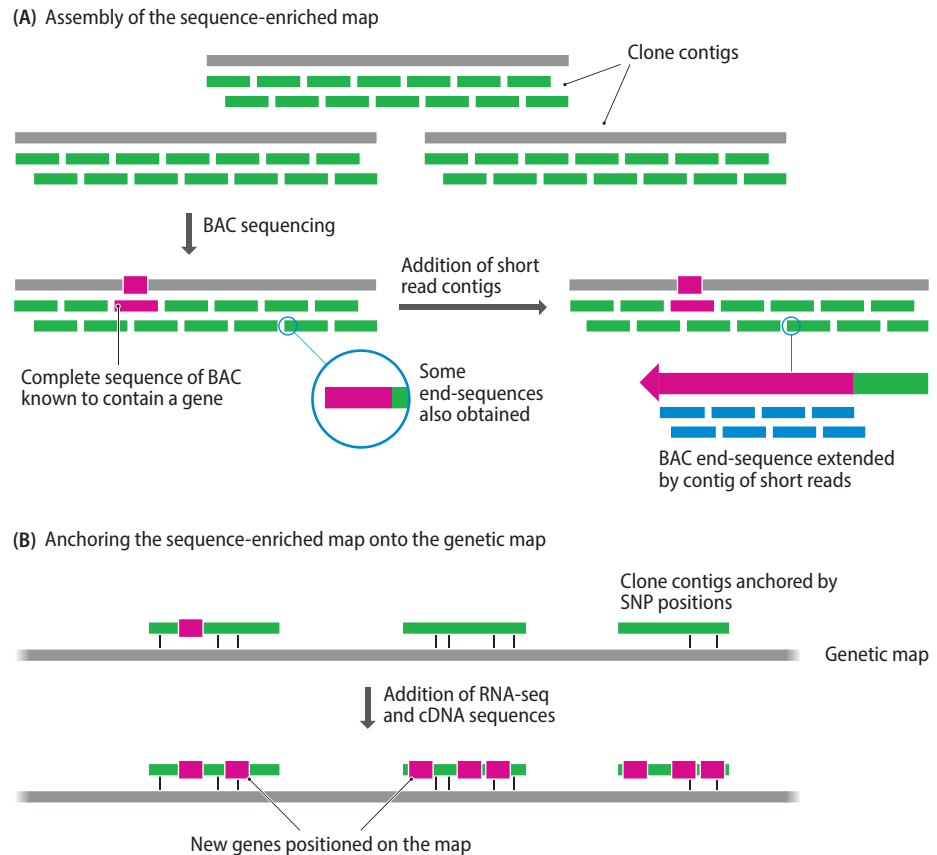 (A) Assembly of the sequence-enriched map
Clone contigs
BAC sequencing
Addition of short
read contigs
Complete sequence of BAC
known to contain a gene
Some
end-sequences
also obtained
BAC end-sequence extended
by contig of short reads
(B) Anchoring the sequence-enriched map onto the genetic map
Clone contigs anchored by
SNP positions
Genetic map
Addition of RNA-seq
and cDNA sequences
New genes positioned on the map